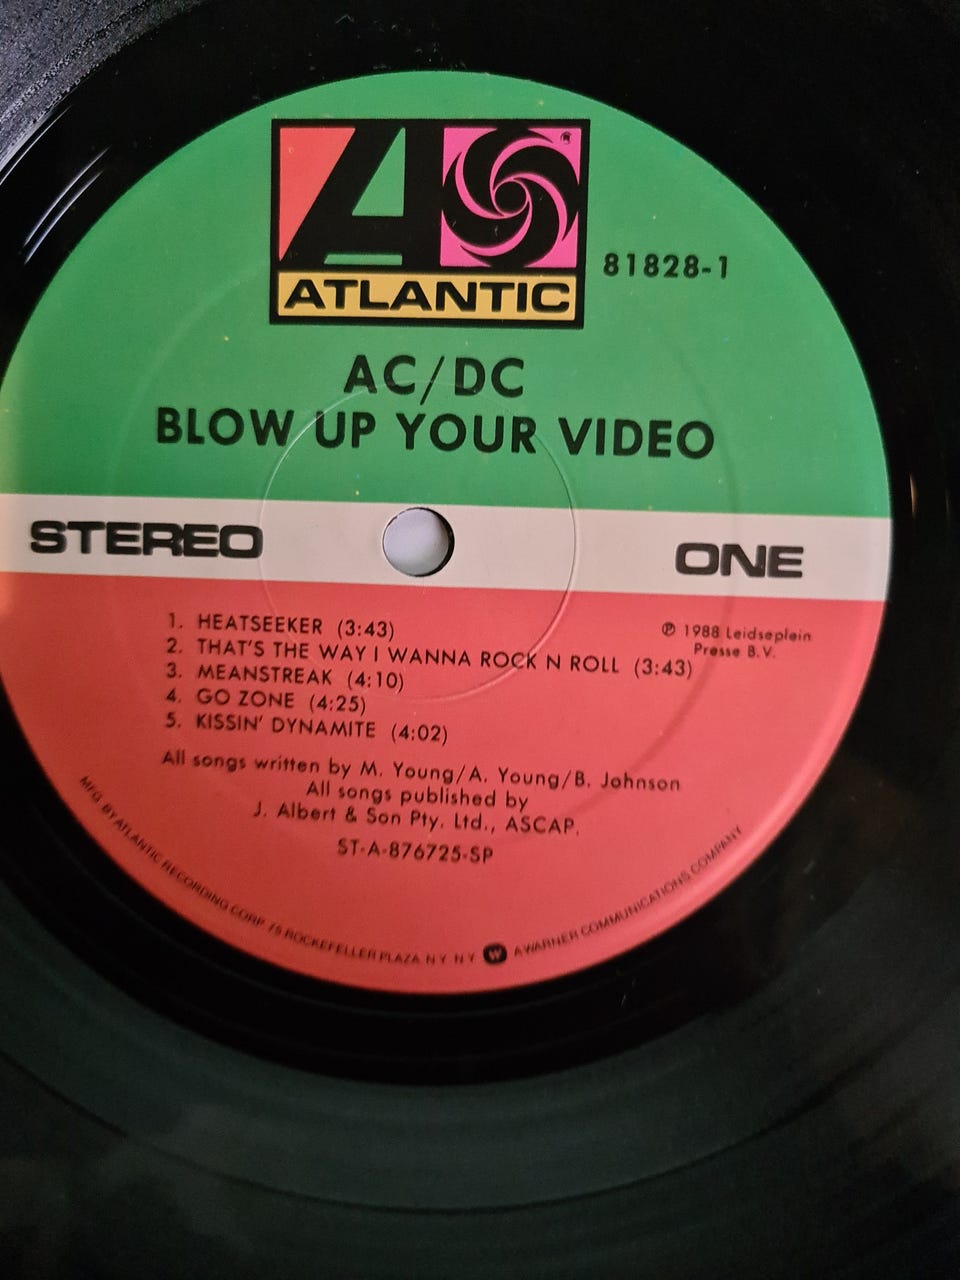 ATLANTIC
81828-1
AC/DC
BLOW UP YOUR VIDEO
STEREO
ONE
1. HEATSEEKER (3:43)
2. THAT'S THE WAY I WANNA ROCK N ROLL (3:43)
3. MEANSTREAK (4:10)
4. GO ZONE (4:25)
5. KISSIN' DYNAMITE (4:02)
℗ 1988 Leidseplein
Presse B.V.
All songs written by M. Young/A. Young/B. Johnson
All songs published by
J. Albert & Son Pty. Ltd., ASCAP.
ST-A-876725-SP
MFG. BY ATLANTIC RECORDING CORP. 75 ROCKEFELLER PLAZA N.Y. N.Y. W A WARNER COMMUNICATIONS COMPANY